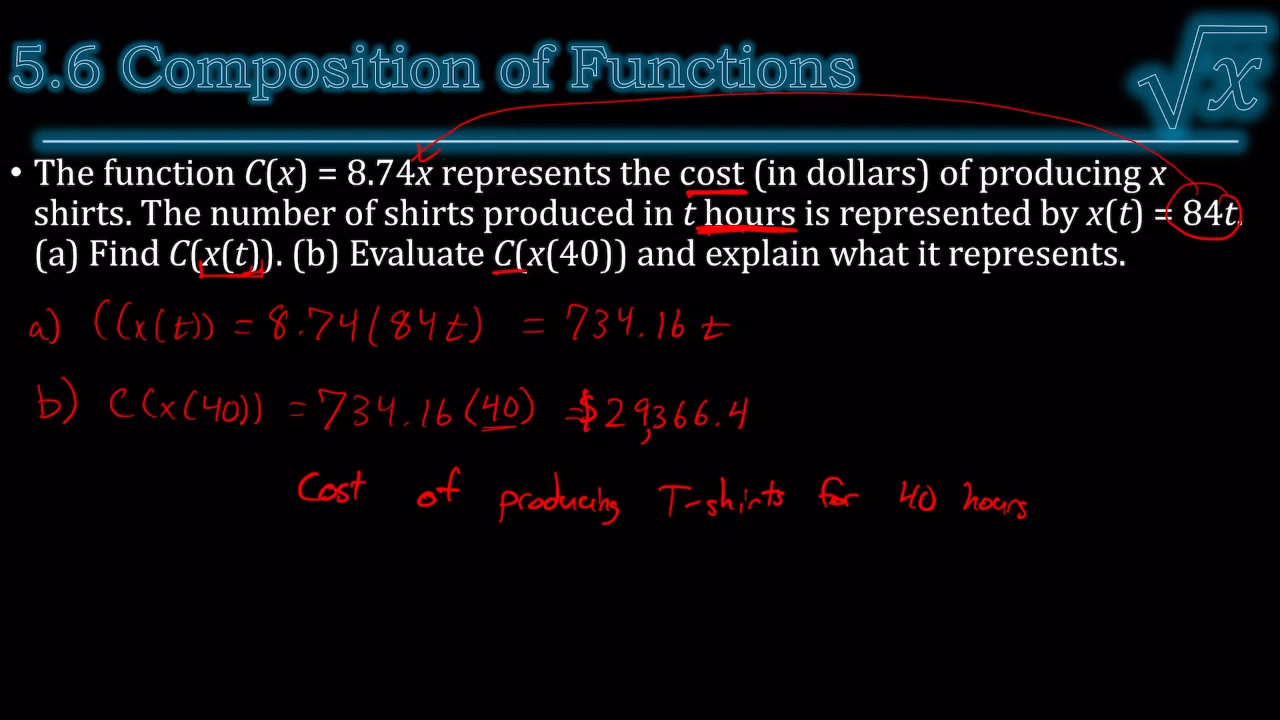 5.6 Composition of Functions
√x
• The function C(x) = 8.74x represents the cost (in dollars) of producing x
shirts. The number of shirts produced in t hours is represented by x(t) = 84t.
(a) Find C(x(t)). (b) Evaluate C(x(40)) and explain what it represents.
a) C(x(t)) = 8.74(84t) = 734.16 t
b) C(x(40)) = 734.16(40) =$29,366.4
Cost of producing T-shirts for 40 hours